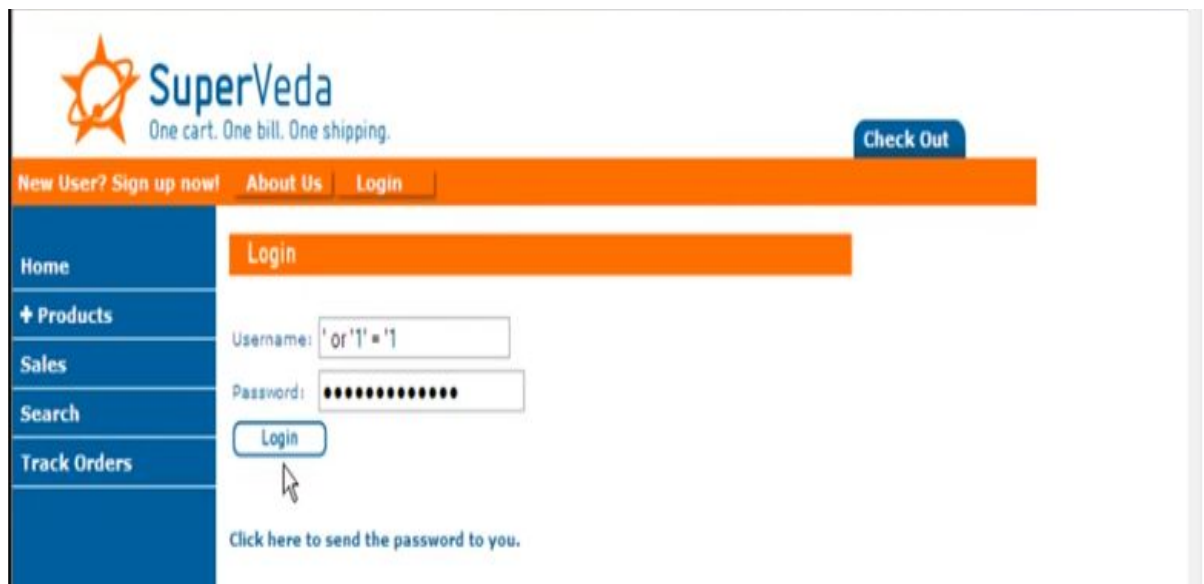 SuperVeda
One cart. One bill. One shipping.
Check Out
New User? Sign up now! About Us Login
Home
+ Products
Sales
Search
Track Orders
Login
Username: ' or '1' = '1
Password: •••••••••••••
Login
Click here to send the password to you.